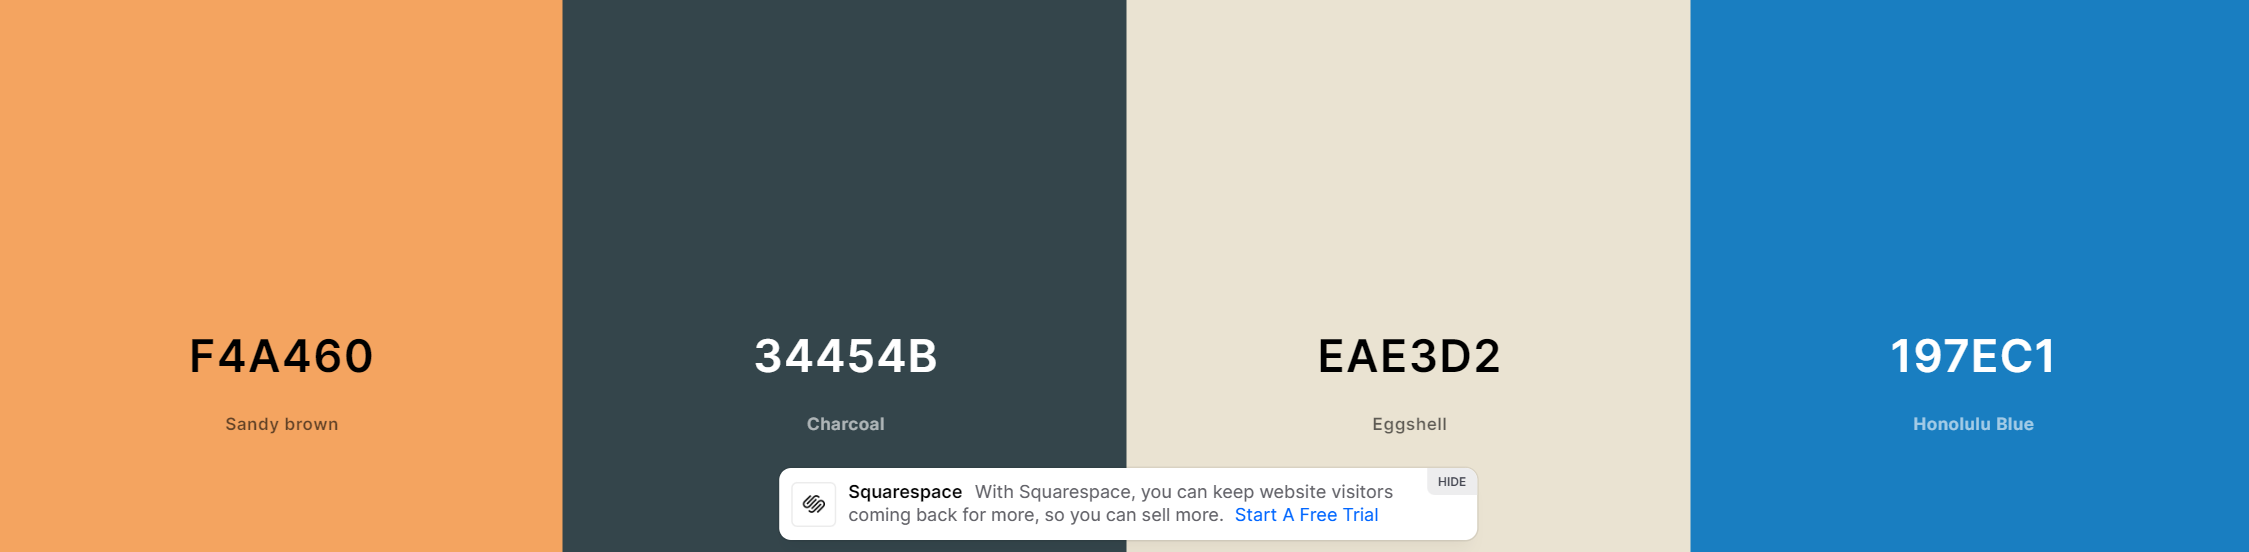 F4A460
Sandy brown
34454B
Charcoal
EAE3D2
Eggshell
197EC1
Honolulu Blue
Squarespace With Squarespace, you can keep website visitors
coming back for more, so you can sell more. Start A Free Trial
HIDE